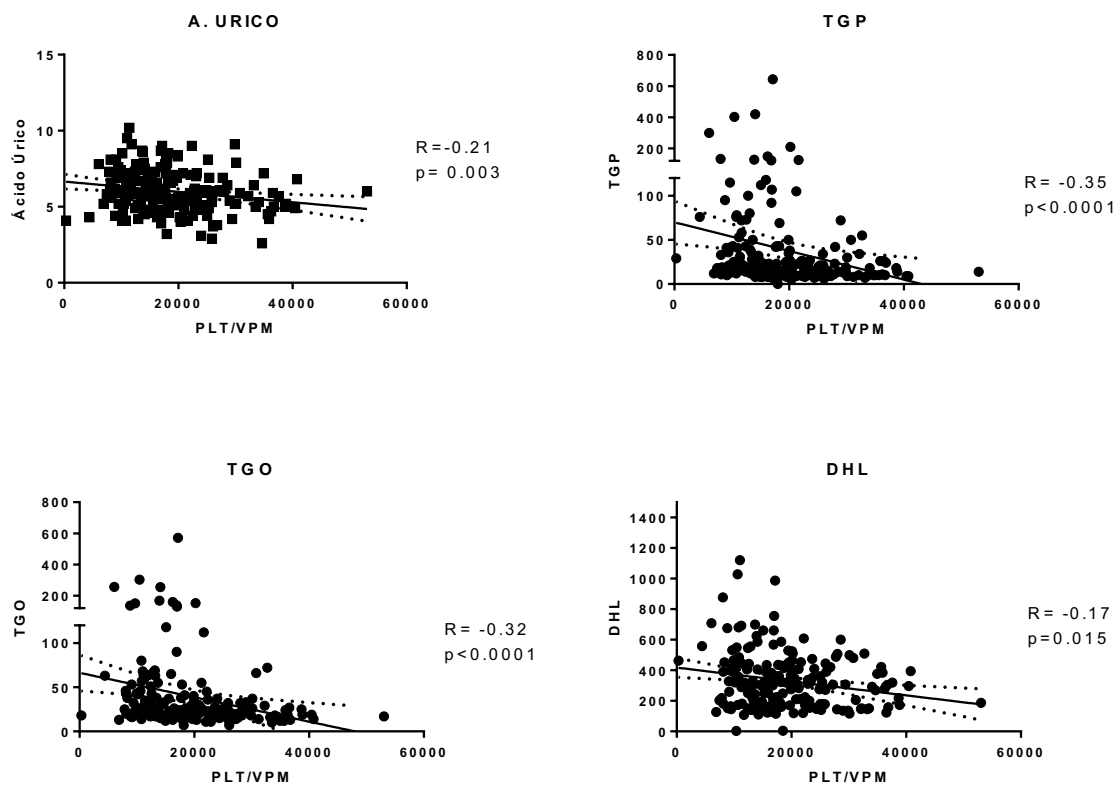 A. URICO
15
10
5
0
Ácido Úrico
0 20000 40000 60000
PLT/VPM
R=-0.21
p= 0.003
TGP
800
600
400
200
100
50
0
TGP
0 20000 40000 60000
PLT/VPM
R= -0.35
p<0.0001
TGO
800
600
400
200
100
50
0
TGO
0 20000 40000 60000
PLT/VPM
R= -0.32
p<0.0001
DHL
1400
1200
1000
800
600
400
200
0
DHL
0 20000 40000 60000
PLT/VPM
R= -0.17
p=0.015